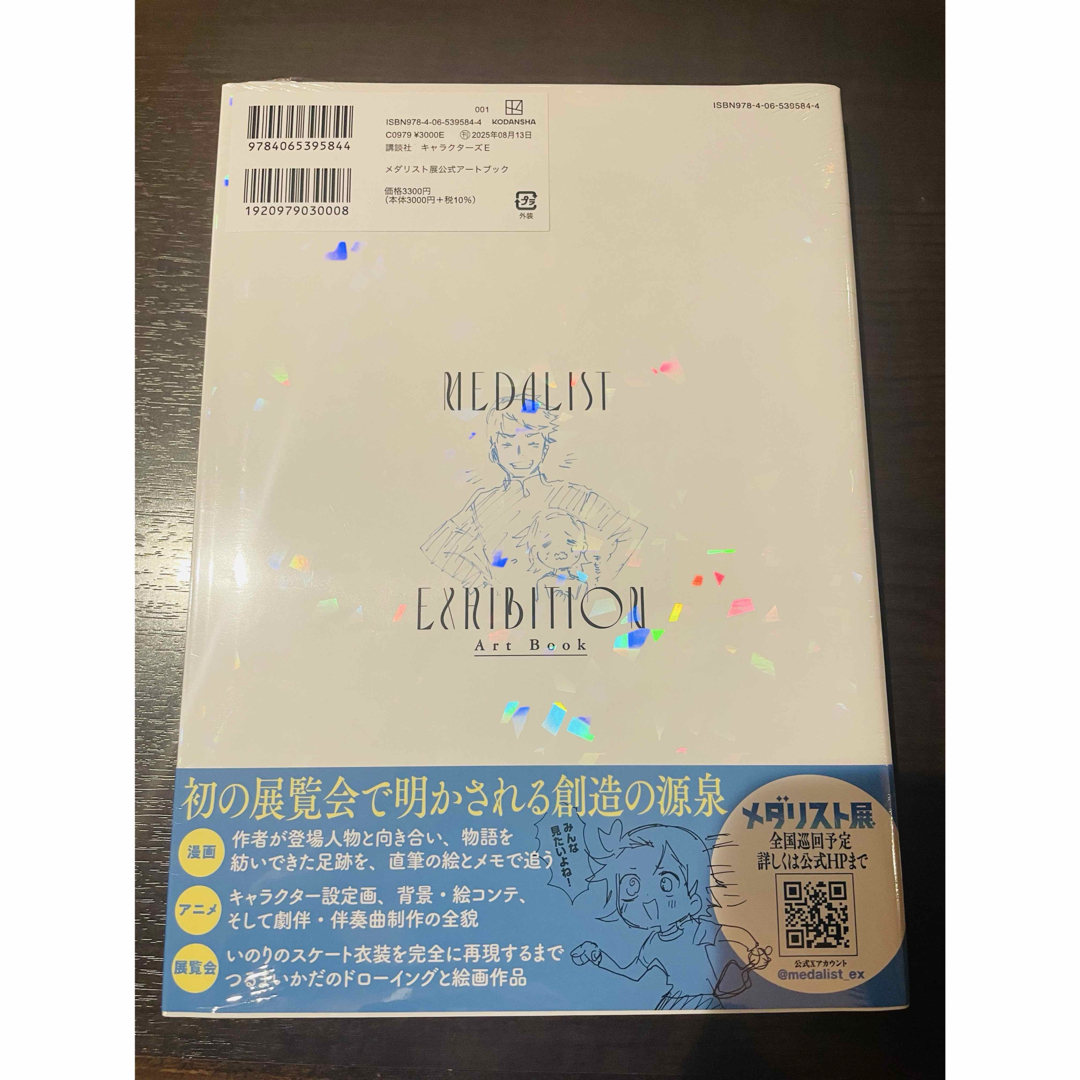 001
ISBN978-4-06-539584-4
KODANSHA
C0979 ¥3000E
刊 2025年08月13日
講談社 キャラクターズE
9784065395844
メダリスト展公式アートブック
価格3300円
(本体3000円+税10%)
プラ
外装
1920979030008
ISBN978-4-06-539584-4
MEDALIST
EXHIBITION
Art Book
初の展覧会で明かされる創造の源泉
漫画
作者が登場人物と向き合い、物語を
紡いできた足跡を、直筆の絵とメモで追う
アニメ
キャラクター設定画、背景・絵コンテ、
そして劇伴・伴奏曲制作の全貌
展覧会
いのりのスケート衣装を完全に再現するまで
つるまいかだのドローイングと絵画作品
みんな
見たいよね!
メダリスト展
全国巡回予定
詳しくは公式HPまで
公式Xアカウント
@medalist_ex